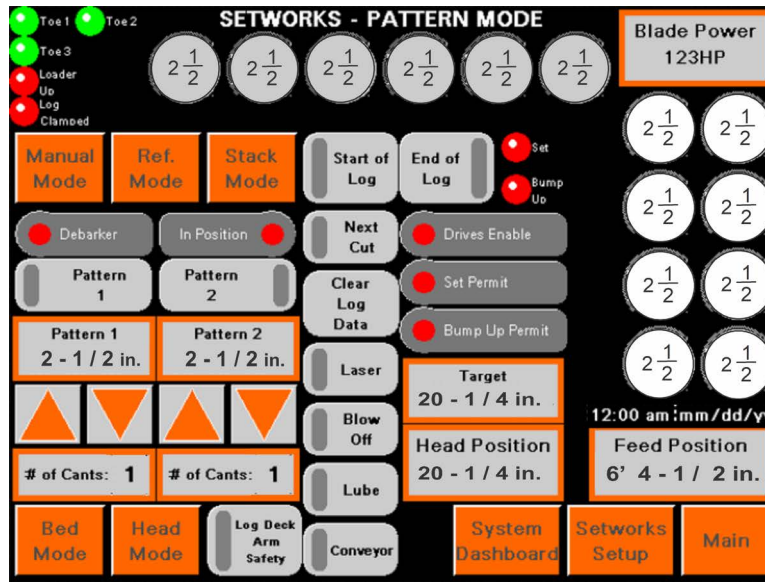 Toe 1
Toe 2
SETWORKS - PATTERN MODE
Blade Power
123HP
Toe 3
Loader
Up
Log
Clamped
2 1/2
2 1/2
2 1/2
2 1/2
2 1/2
2 1/2
2 1/2
2 1/2
Manual
Mode
Ref.
Mode
Stack
Mode
Start of
Log
End of
Log
Set
Bump
Up
2 1/2
2 1/2
Debarker
In Position
Next
Cut
Drives Enable
Pattern
1
Pattern
2
Clear
Log
Data
Set Permit
2 1/2
2 1/2
Bump Up Permit
Pattern 1
2 - 1 / 2 in.
Pattern 2
2 - 1 / 2 in.
Laser
Target
20 - 1 / 4 in.
2 1/2
2 1/2
Blow
Off
12:00 am mm/dd/y
Head Position
20 - 1 / 4 in.
Feed Position
6' 4 - 1 / 2 in.
# of Cants: 1
# of Cants: 1
Lube
Bed
Mode
Head
Mode
Log Deck
Arm
Safety
Conveyor
System
Dashboard
Setworks
Setup
Main